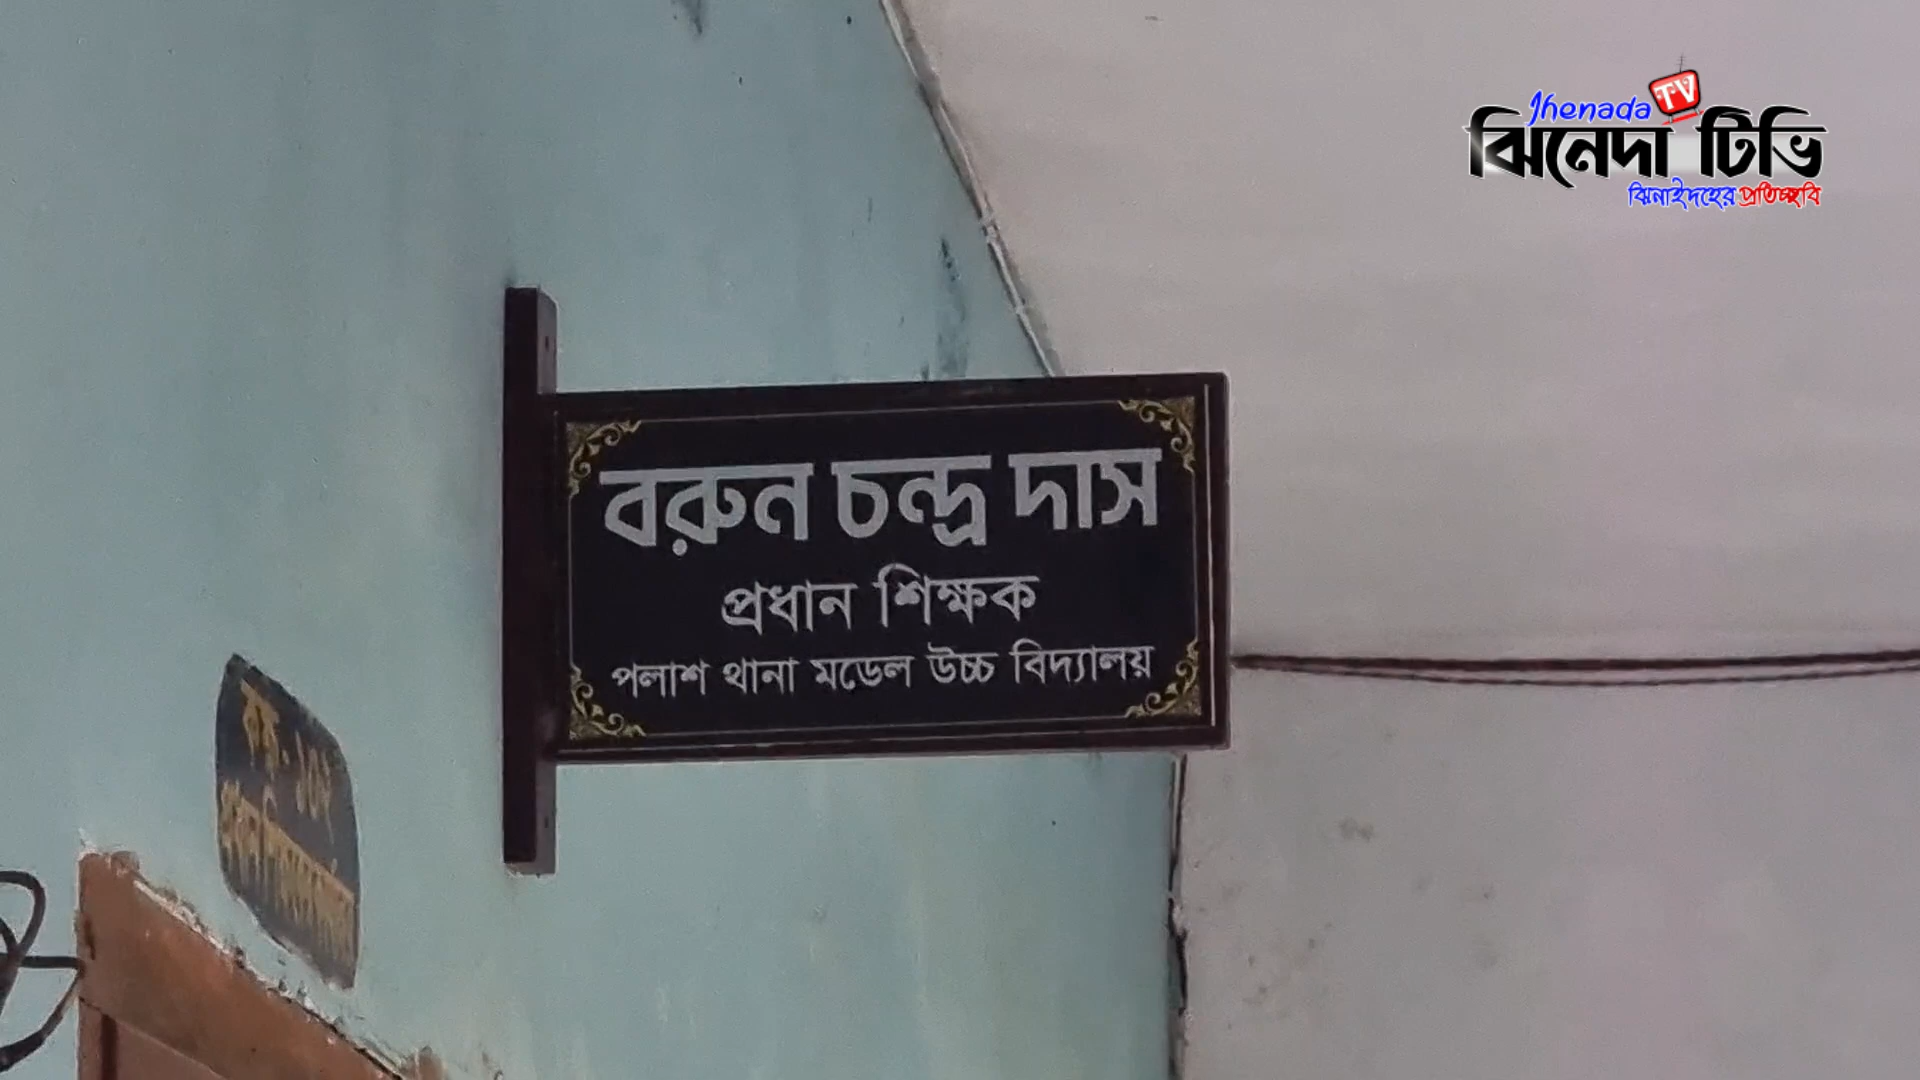 Jhenada TV
ঝিনেদা টিভি
ঝিনাইদহের প্রতিচ্ছবি
বরুন চন্দ্র দাস
প্রধান শিক্ষক
পলাশ থানা মডেল উচ্চ বিদ্যালয়